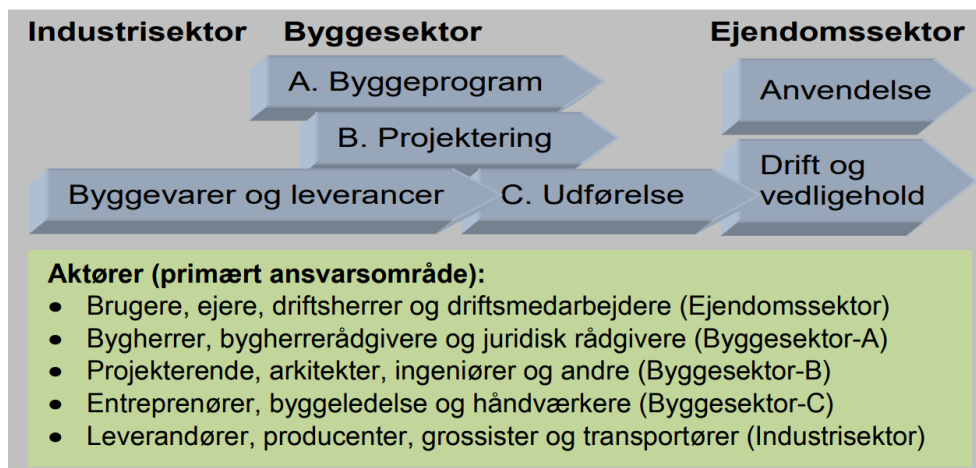 Industrisektor Byggesektor Ejendomssektor
A. Byggeprogram
Anvendelse
B. Projektering
Byggevarer og leverancer
C. Udførelse
Drift og
vedligehold
Aktører (primært ansvarsområde):
• Brugere, ejere, driftsherrer og driftsmedarbejdere (Ejendomssektor)
• Bygherrer, bygherrerådgivere og juridisk rådgivere (Byggesektor-A)
• Projekterende, arkitekter, ingeniører og andre (Byggesektor-B)
• Entreprenører, byggeledelse og håndværkere (Byggesektor-C)
• Leverandører, producenter, grossister og transportører (Industrisektor)